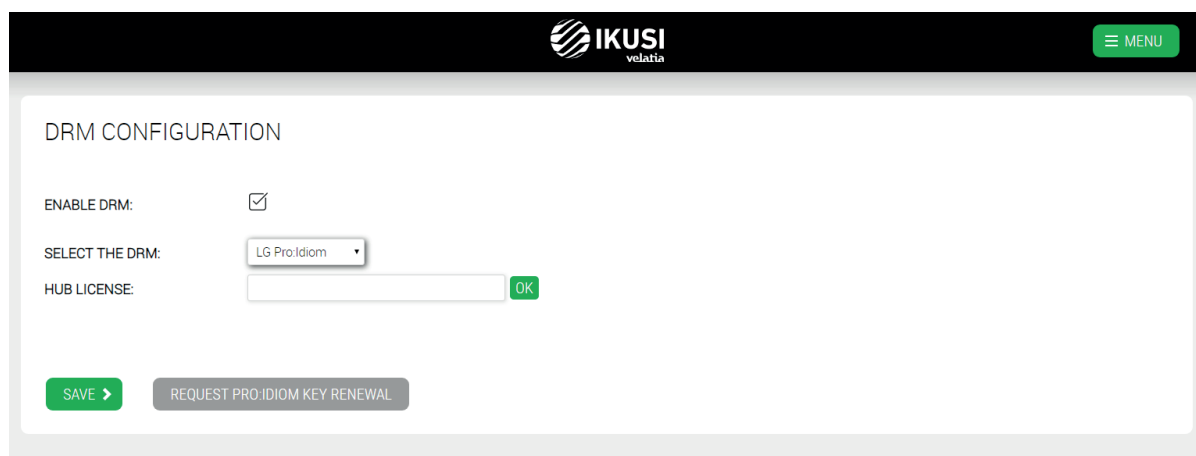 IKUSI
velatia
MENU
DRM CONFIGURATION
ENABLE DRM:
SELECT THE DRM: LG Pro:Idiom
HUB LICENSE: OK
SAVE REQUEST PRO:IDIOM KEY RENEWAL